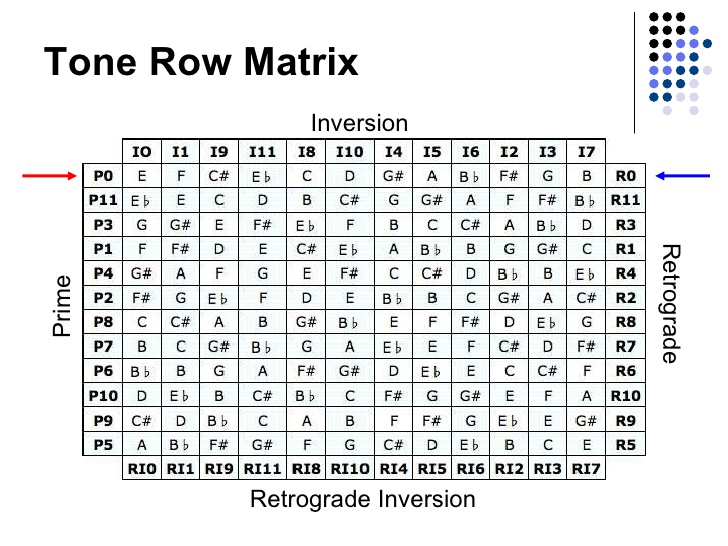 Tone Row Matrix
Inversion
I0 I1 I9 I11 I8 I10 I4 I5 I6 I2 I3 I7
P0 E F C# E♭ C D G# A B♭ F# G B R0
P11 E♭ E C D B C# G G# A F F# B♭ R11
P3 G G# E F# E♭ F B C C# A B♭ D R3
P1 F F# D E C# E♭ A B♭ B G G# C R1
P4 G# A F G E F# C C# D B♭ B E♭ R4
P2 F# G E♭ F D E B♭ B C G# A C# R2
P8 C C# A B G# B♭ E F F# D E♭ G R8
P7 B C G# B♭ G A E♭ E F C# D F# R7
P6 B♭ B G A F# G# D E♭ E C C# F R6
P10 D E♭ B C# B♭ C F# G G# E F A R10
P9 C# D B♭ C A B F F# G E♭ E G# R9
P5 A B♭ F# G# F G C# D E♭ B C E R5
RI0 RI1 RI9 RI11 RI8 RI10 RI4 RI5 RI6 RI2 RI3 RI7
Prime
Retrograde
Retrograde Inversion